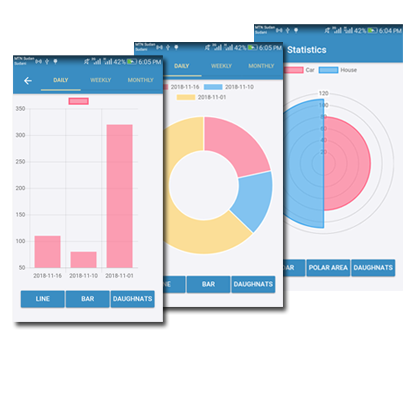 MTN Sudan
Sudani
42% 6:05 PM
DAILY WEEKLY MONTHLY
350
300
250
200
150
100
50
2018-11-16 2018-11-10 2018-11-01
LINE BAR DAUGHNATS
MTN Sudan
Sudani
42% 6:05 PM
DAILY WEEKLY MONTHLY
2018-11-16 2018-11-10
2018-11-01
NE BAR DAUGHNATS
MTN Sudan
Sudani
42% 6:04 PM
Statistics
Car House
120
100
80
60
40
20
AR POLAR AREA DAUGHNATS